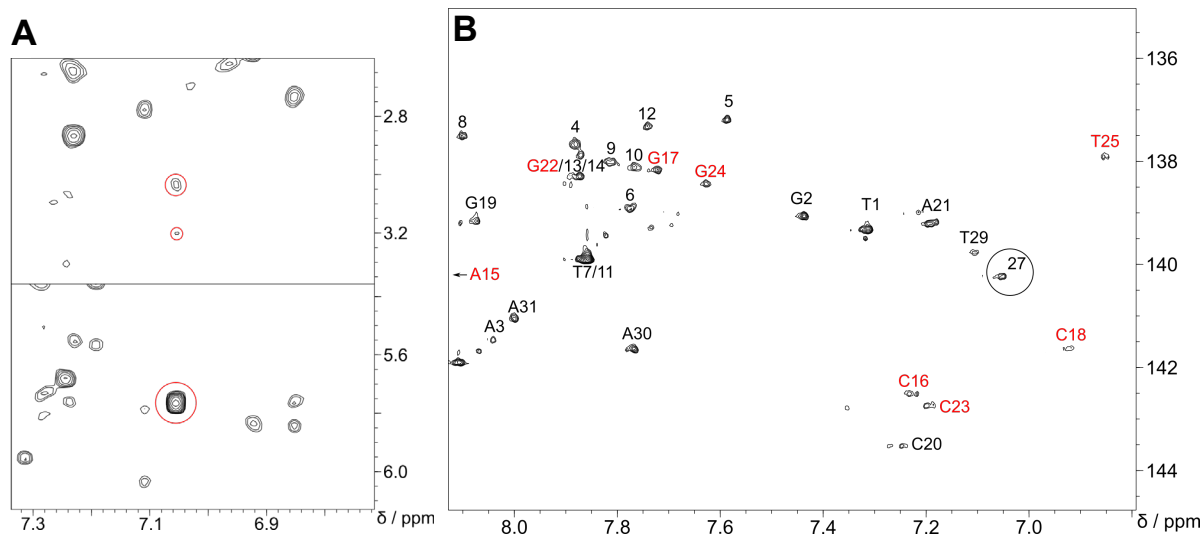 A
2.8
3.2
5.6
6.0
7.3 7.1 6.9 δ / ppm
B
136
5
12
8 4
T25
138
9 10
G22/13/14 G17
G24
6
G19 G2 T1 A21
T29
27
140
T7/11
A15
A31
A3 A30 C18
142
C16
C23
C20
144
8.0 7.8 7.6 7.4 7.2 7.0 δ / ppm